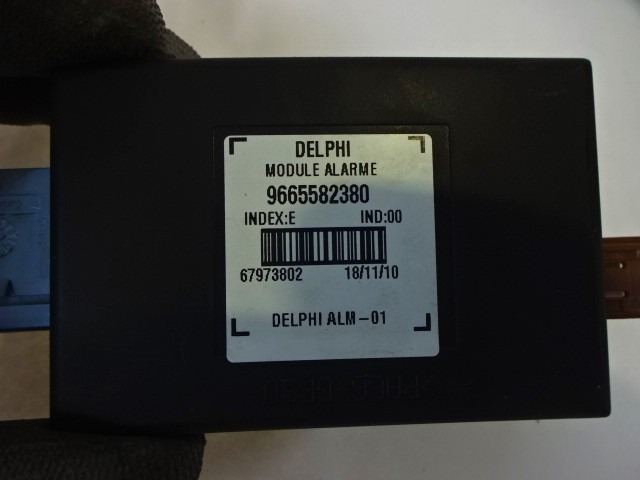 DELPHI
MODULE ALARME
9665582380
INDEX:E IND:00
67973802 18/11/10
DELPHI ALM-01